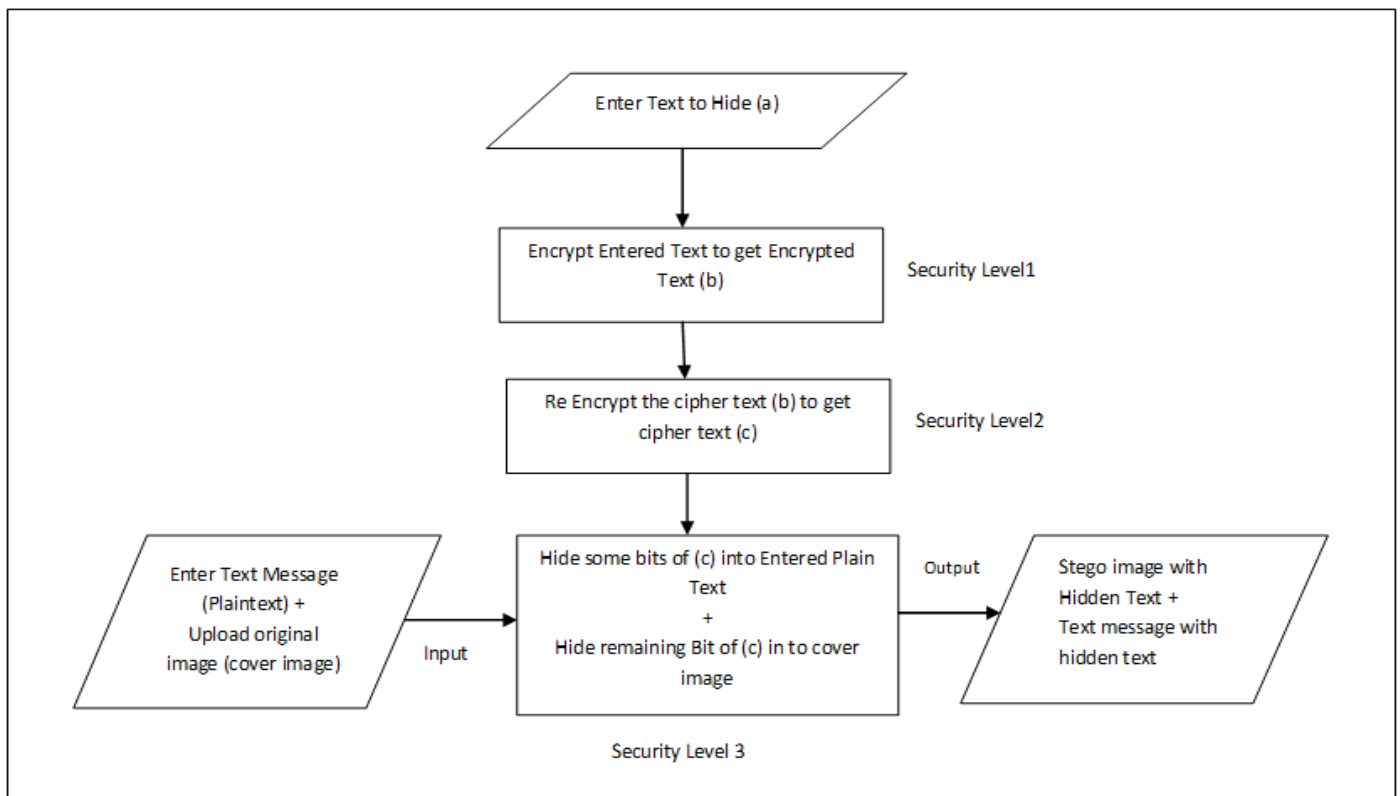 Enter Text to Hide (a)
Encrypt Entered Text to get Encrypted
Text (b)
Security Level1
Re Encrypt the cipher text (b) to get
cipher text (c)
Security Level2
Enter Text Message
(Plaintext) +
Upload original
image (cover image)
Input
Hide some bits of (c) into Entered Plain
Text
+
Hide remaining Bit of (c) in to cover
image
Output
Stego image with
Hidden Text +
Text message with
hidden text
Security Level 3